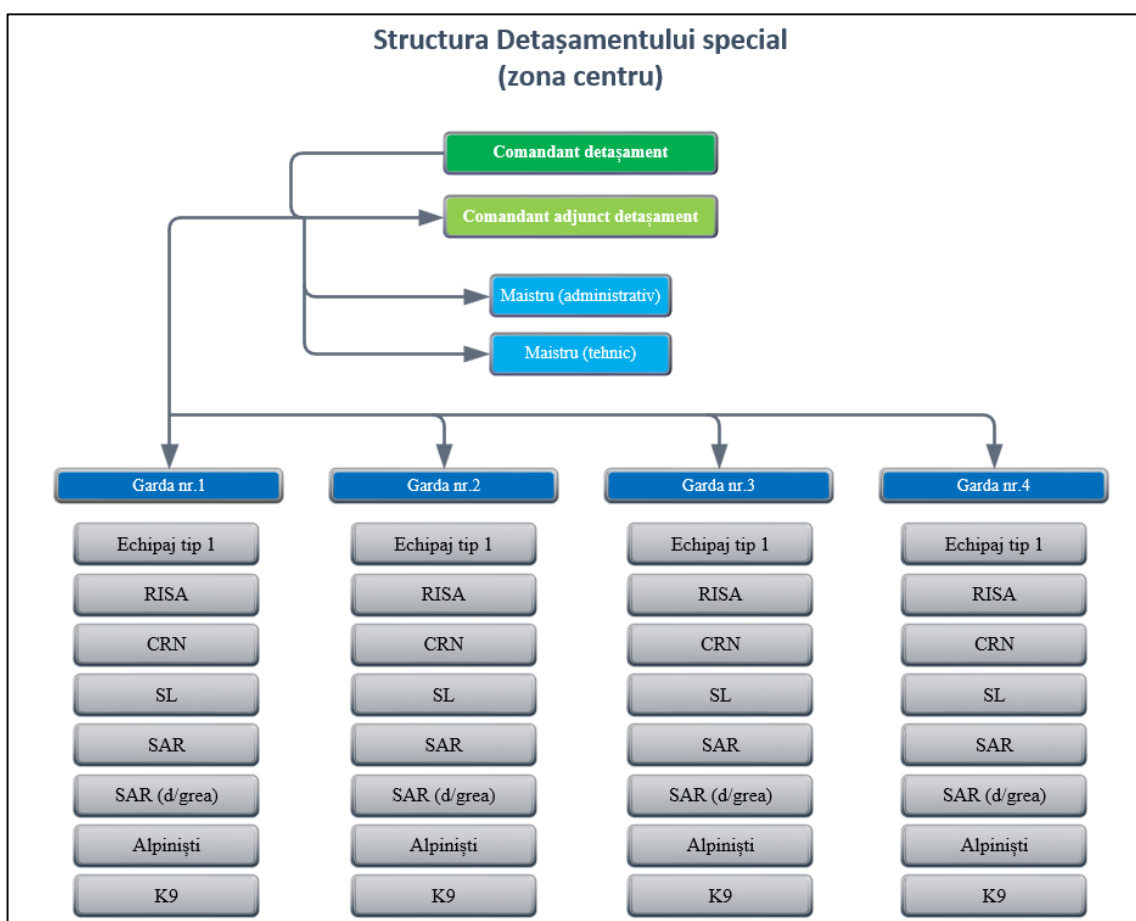 Structura Detașamentului special
(zona centru)
Comandant detașament
Comandant adjunct detașament
Maistru (administrativ)
Maistru (tehnic)
Garda nr.1
Garda nr.2
Garda nr.3
Garda nr.4
Echipaj tip 1
Echipaj tip 1
Echipaj tip 1
Echipaj tip 1
RISA
RISA
RISA
RISA
CRN
CRN
CRN
CRN
SL
SL
SL
SL
SAR
SAR
SAR
SAR
SAR (d/grea)
SAR (d/grea)
SAR (d/grea)
SAR (d/grea)
Alpiniști
Alpiniști
Alpiniști
Alpiniști
K9
K9
K9
K9